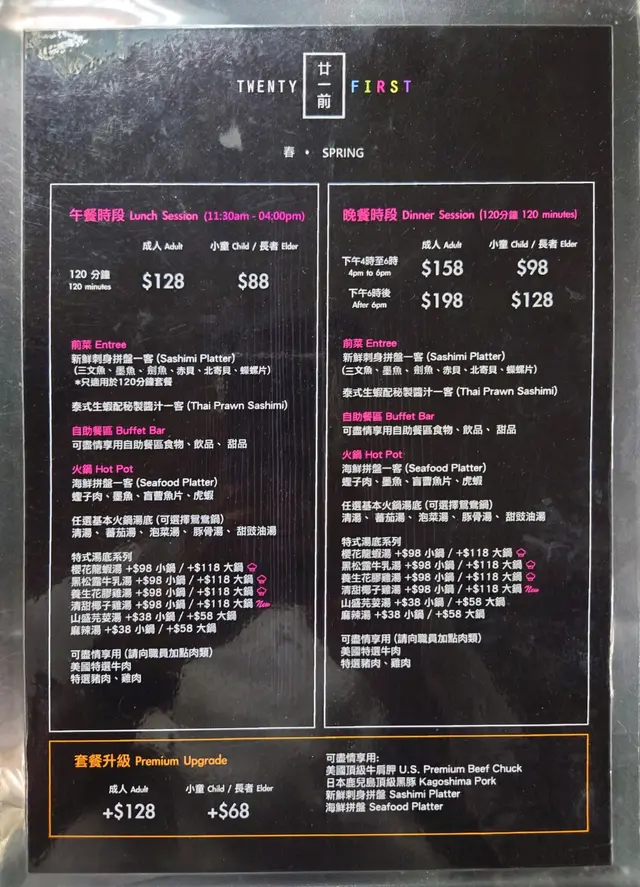 TWENTY 廿一前 FIRST
春 • SPRING
午餐時段 Lunch Session (11:30am - 04:00pm)
成人 Adult 小童 Child / 長者 Elder
120 分鐘 $128 $88
120 minutes
前菜 Entree
新鮮刺身拼盤一客 (Sashimi Platter)
(三文魚、墨魚、劍魚、赤貝、北寄貝、蝶螺片)
*只適用於120分鐘套餐
泰式生蝦配秘製醬汁一客 (Thai Prawn Sashimi)
自助餐區 Buffet Bar
可盡情享用自助餐區食物、飲品、 甜品
火鍋 Hot Pot
海鮮拼盤一客 (Seafood Platter)
蟶子肉、墨魚、盲曹魚片、虎蝦
任選基本火鍋湯底 (可選擇鴛鴦鍋)
清湯、 蕃茄湯、 泡菜湯、 豚骨湯、 甜豉油湯
特式湯底系列
櫻花龍蝦湯 +$98 小鍋 / +$118 大鍋
黑松露牛乳湯 +$98 小鍋 / +$118 大鍋
養生花膠雞湯 +$98 小鍋 / +$118 大鍋
清甜椰子雞湯 +$98 小鍋 / +$118 大鍋 New
山盛芫荽湯 +$38 小鍋 / +$58 大鍋
麻辣湯 +$38 小鍋 / +$58 大鍋
可盡情享用 (請向職員加點肉類)
美國特選牛肉
特選豬肉、雞肉
晚餐時段 Dinner Session (120分鐘 120 minutes)
成人 Adult 小童 Child / 長者 Elder
下午4時至6時 $158 $98
4pm to 6pm
下午6時後 $198 $128
After 6pm
前菜 Entree
新鮮刺身拼盤一客 (Sashimi Platter)
(三文魚、墨魚、劍魚、赤貝、北寄貝、蝶螺片)
泰式生蝦配秘製醬汁一客 (Thai Prawn Sashimi)
自助餐區 Buffet Bar
可盡情享用自助餐區食物、飲品、 甜品
火鍋 Hot Pot
海鮮拼盤一客 (Seafood Platter)
蟶子肉、墨魚、盲曹魚片、虎蝦
任選基本火鍋湯底 (可選擇鴛鴦鍋)
清湯、 蕃茄湯、 泡菜湯、 豚骨湯、 甜豉油湯
特式湯底系列
櫻花龍蝦湯 +$98 小鍋 / +$118 大鍋
黑松露牛乳湯 +$98 小鍋 / +$118 大鍋
養生花膠雞湯 +$98 小鍋 / +$118 大鍋
清甜椰子雞湯 +$98 小鍋 / +$118 大鍋 New
山盛芫荽湯 +$38 小鍋 / +$58 大鍋
麻辣湯 +$38 小鍋 / +$58 大鍋
可盡情享用 (請向職員加點肉類)
美國特選牛肉
特選豬肉、雞肉
套餐升級 Premium Upgrade
成人 Adult 小童 Child / 長者 Elder
+$128 +$68
可盡情享用:
美國頂級牛肩胛 U.S. Premium Beef Chuck
日本鹿兒島頂級黑豚 Kagoshima Pork
新鮮刺身拼盤 Sashimi Platter
海鮮拼盤 Seafood Platter